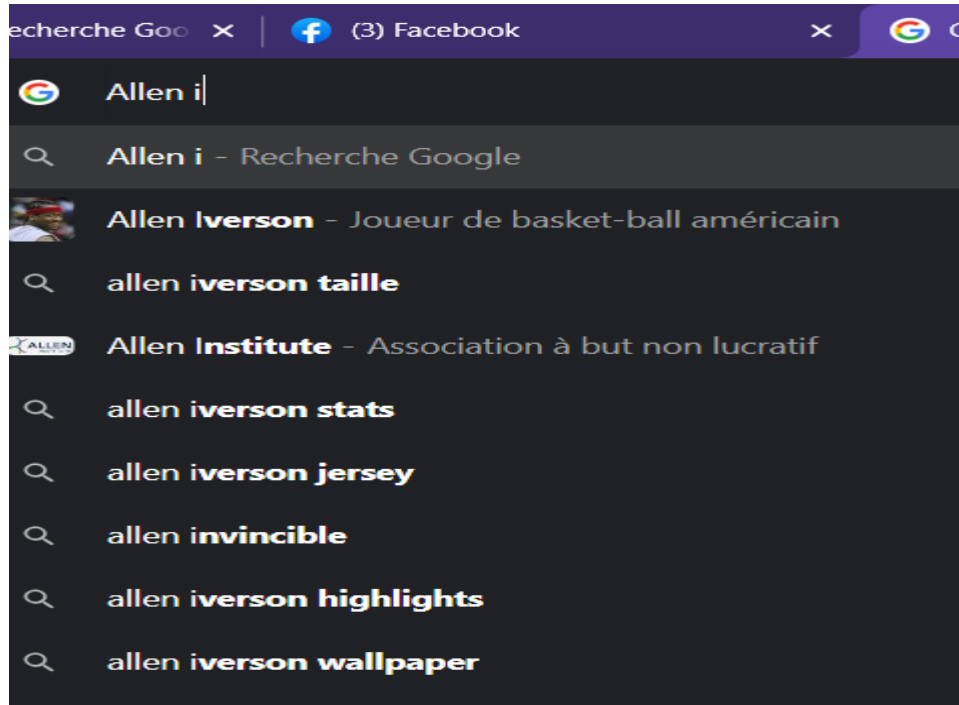 echerche Goo
(3) Facebook
Allen i
Allen i - Recherche Google
Allen Iverson - Joueur de basket-ball américain
allen iverson taille
ALLEN
Allen Institute - Association à but non lucratif
allen iverson stats
allen iverson jersey
allen invincible
allen iverson highlights
allen iverson wallpaper